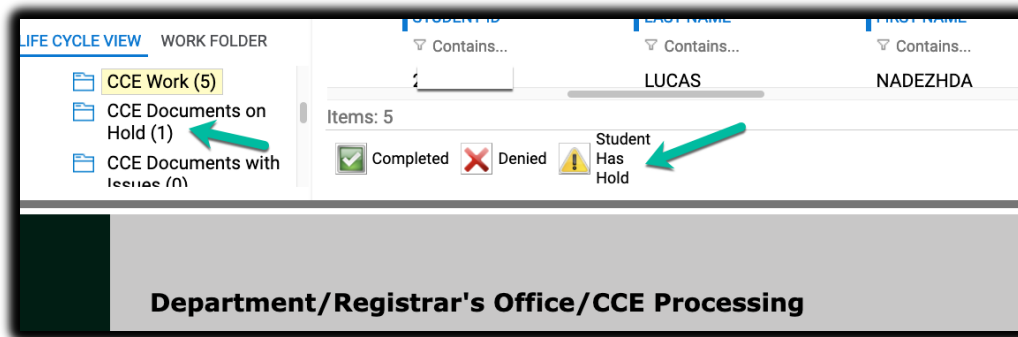 STUDENT ID LAST NAME FIRST NAME
LIFE CYCLE VIEW WORK FOLDER
Contains... Contains... Contains...
CCE Work (5)
2 LUCAS NADEZHDA
CCE Documents on
Hold (1)
Items: 5
Completed Denied Student
Has
Hold
CCE Documents with
Issues (0)
Department/Registrar's Office/CCE Processing